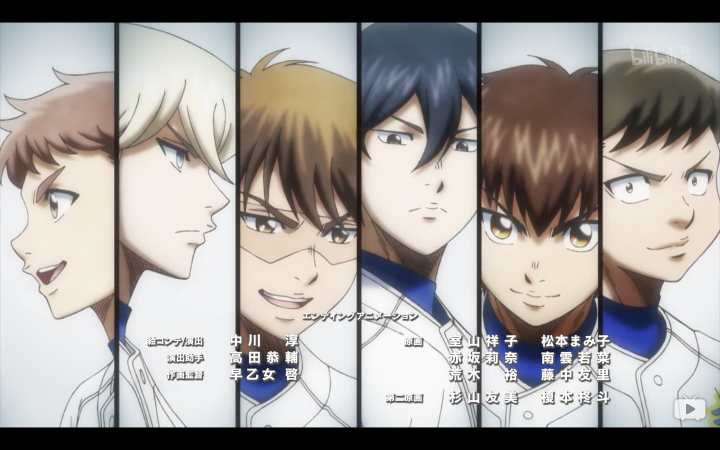 bilibili
エンディングアニメーション
絵コンテ/演出 中川 淳
演出助手 高田恭輔
作画監督 早乙女 啓
原画 室山祥子 松本まみ子
赤坂莉奈 南雲若菜
荒木 裕 藤中友里
第二原画 杉山友美 榎本柊斗